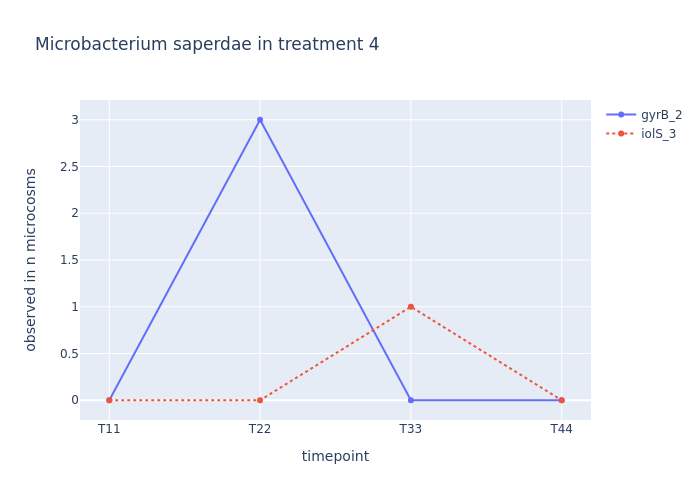 Microbacterium saperdae in treatment 4
gyrB_2
iolS_3
observed in n microcosms
3
2.5
2
1.5
1
0.5
0
T11 T22 T33 T44
timepoint